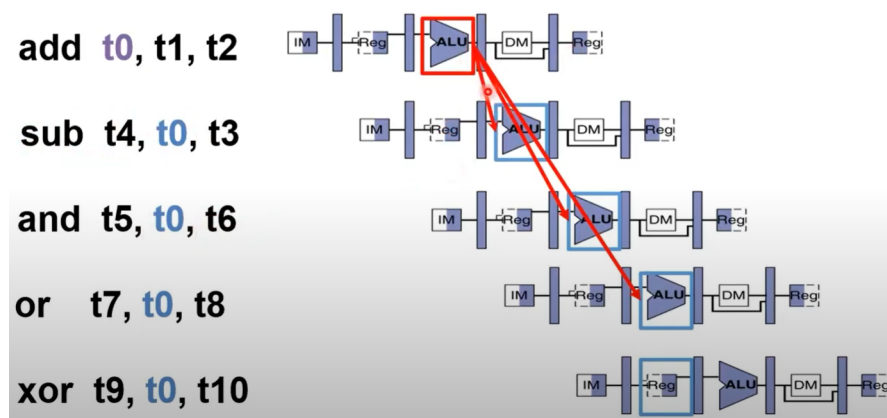 add t0, t1, t2
IM Reg ALU DM Reg
sub t4, t0, t3
IM Reg ALU DM Reg
and t5, t0, t6
IM Reg ALU DM Reg
or t7, t0, t8
IM Reg ALU DM Reg
xor t9, t0, t10
IM Reg ALU DM Reg